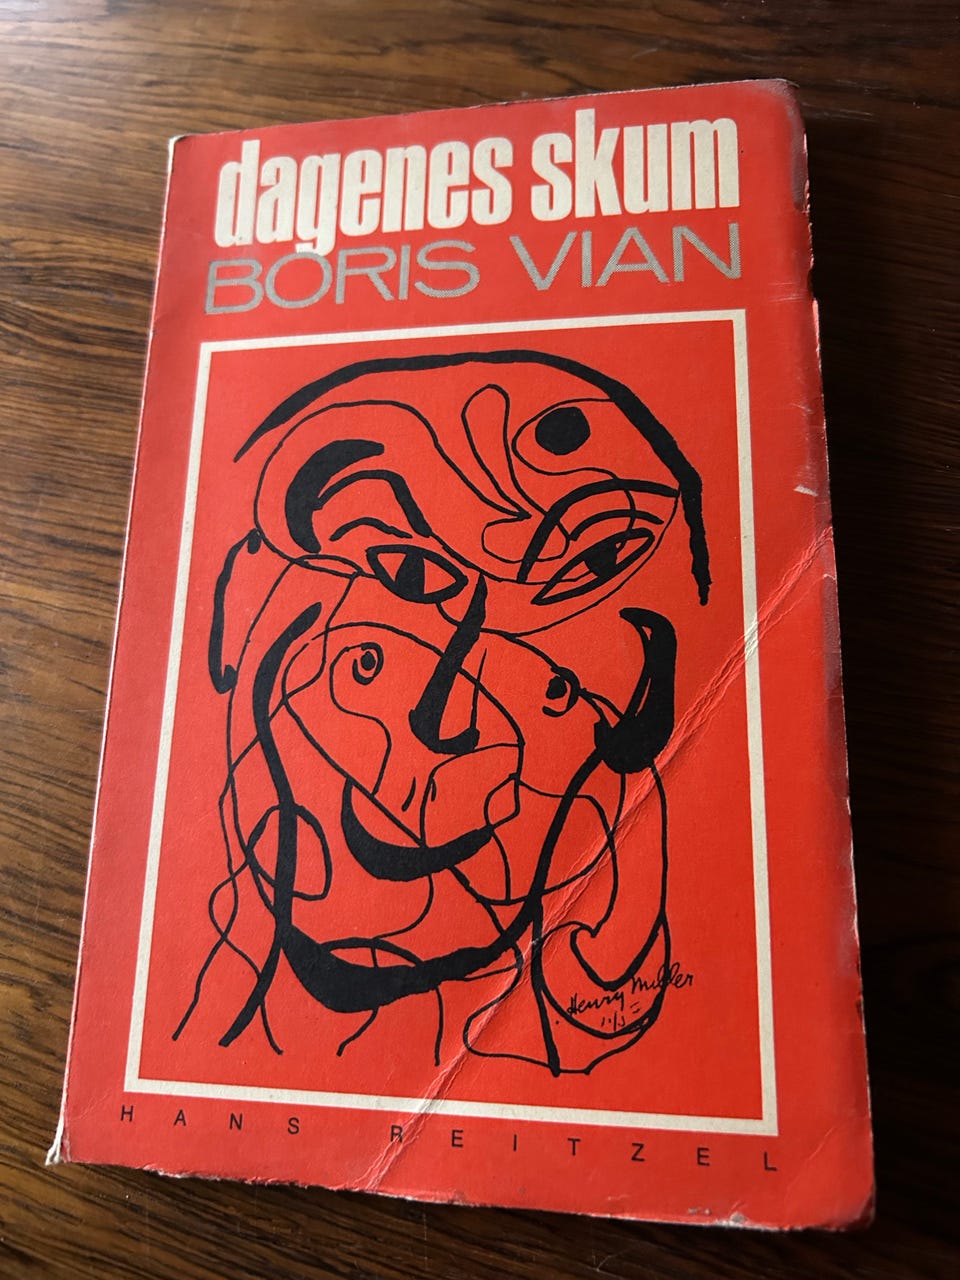 dagenes skum
BORIS VIAN
Henry Miller
HANS REITZEL